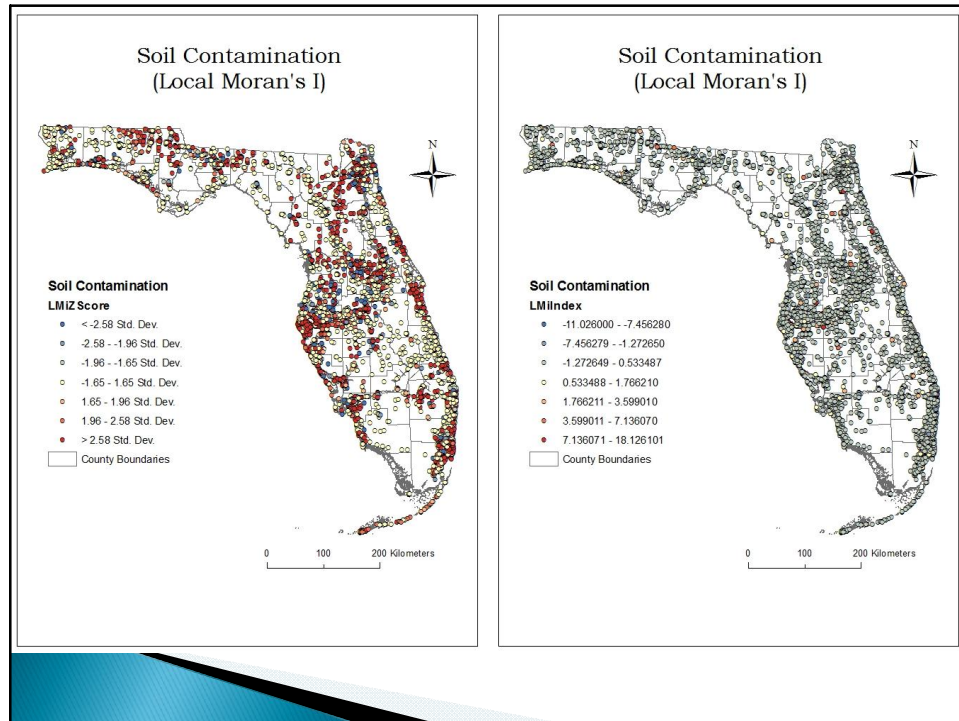 Soil Contamination
(Local Moran's I)
N
Soil Contamination
LMiZScore
< -2.58 Std. Dev.
-2.58 - -1.96 Std. Dev.
-1.96 - -1.65 Std. Dev.
-1.65 - 1.65 Std. Dev.
1.65 - 1.96 Std. Dev.
1.96 - 2.58 Std. Dev.
> 2.58 Std. Dev.
County Boundaries
0 100 200 Kilometers
Soil Contamination
(Local Moran's I)
N
Soil Contamination
LMiIndex
-11.026000 - -7.456280
-7.456279 - -1.272650
-1.272649 - 0.533487
0.533488 - 1.766210
1.766211 - 3.599010
3.599011 - 7.136070
7.136071 - 18.126101
County Boundaries
0 100 200 Kilometers